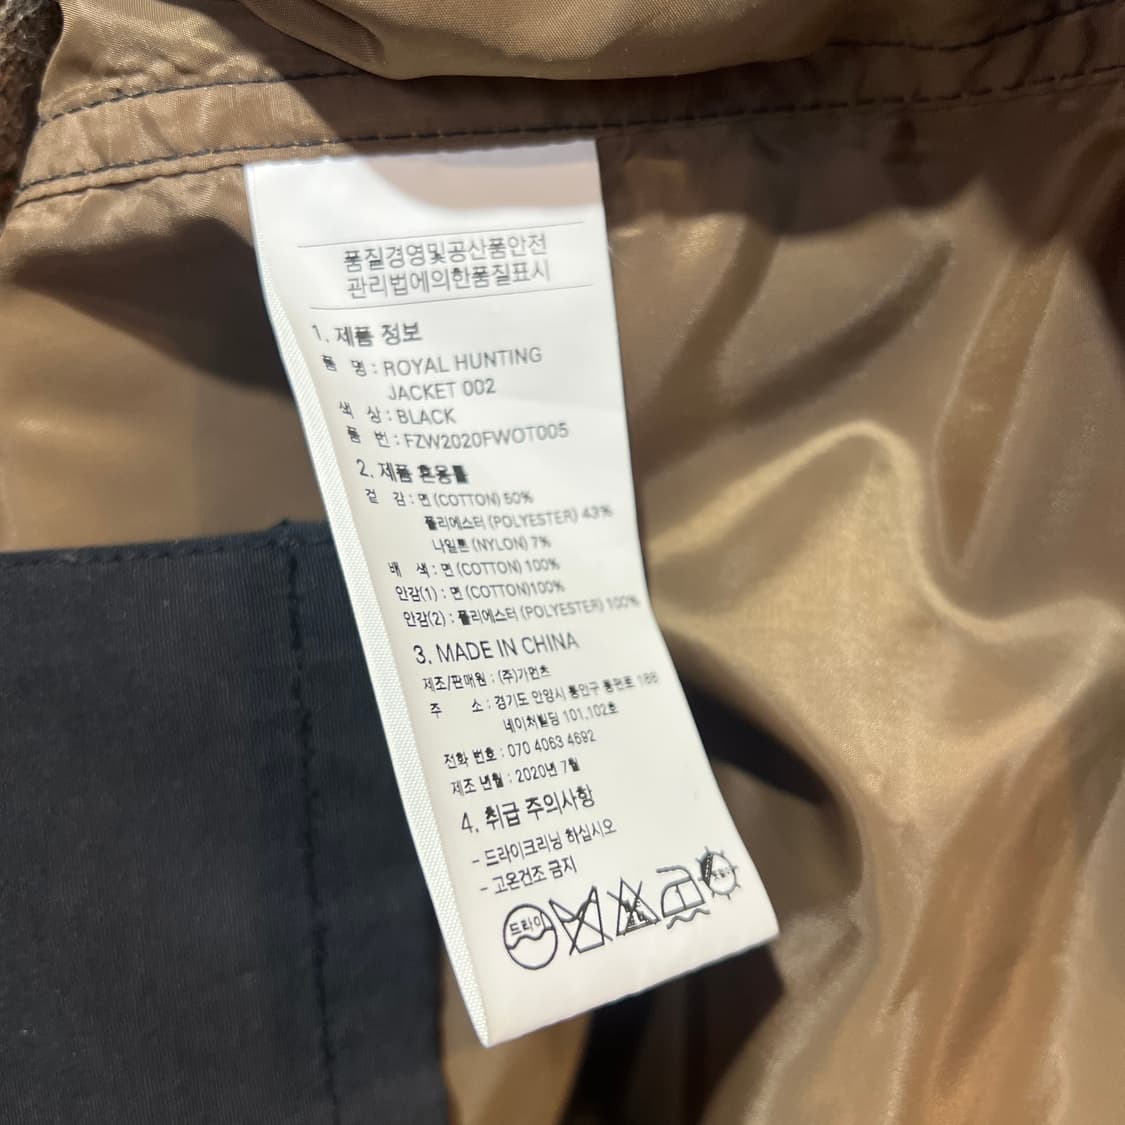 품질경영및공산품안전
관리법에의한품질표시
1. 제품 정보
품 명 : ROYAL HUNTING
JACKET 002
색 상 : BLACK
품 번 : FZW2020FWOT005
2. 제품 혼용률
겉 감 : 면 (COTTON) 50%
폴리에스터 (POLYESTER) 43%
나일론 (NYLON) 7%
배 색 : 면 (COTTON) 100%
안감(1) : 면 (COTTON)100%
안감(2) : 폴리에스터 (POLYESTER) 100%
3. MADE IN CHINA
제조/판매원 : (주)가먼츠
주 소 : 경기도 안양시 동안구 동편로 188
네이처빌딩 101,102호
전화 번호 : 070 4063 4692
제조 년월 : 2020년 7월
4. 취급 주의사항
- 드라이크리닝 하십시오
- 고온건조 금지
드라이